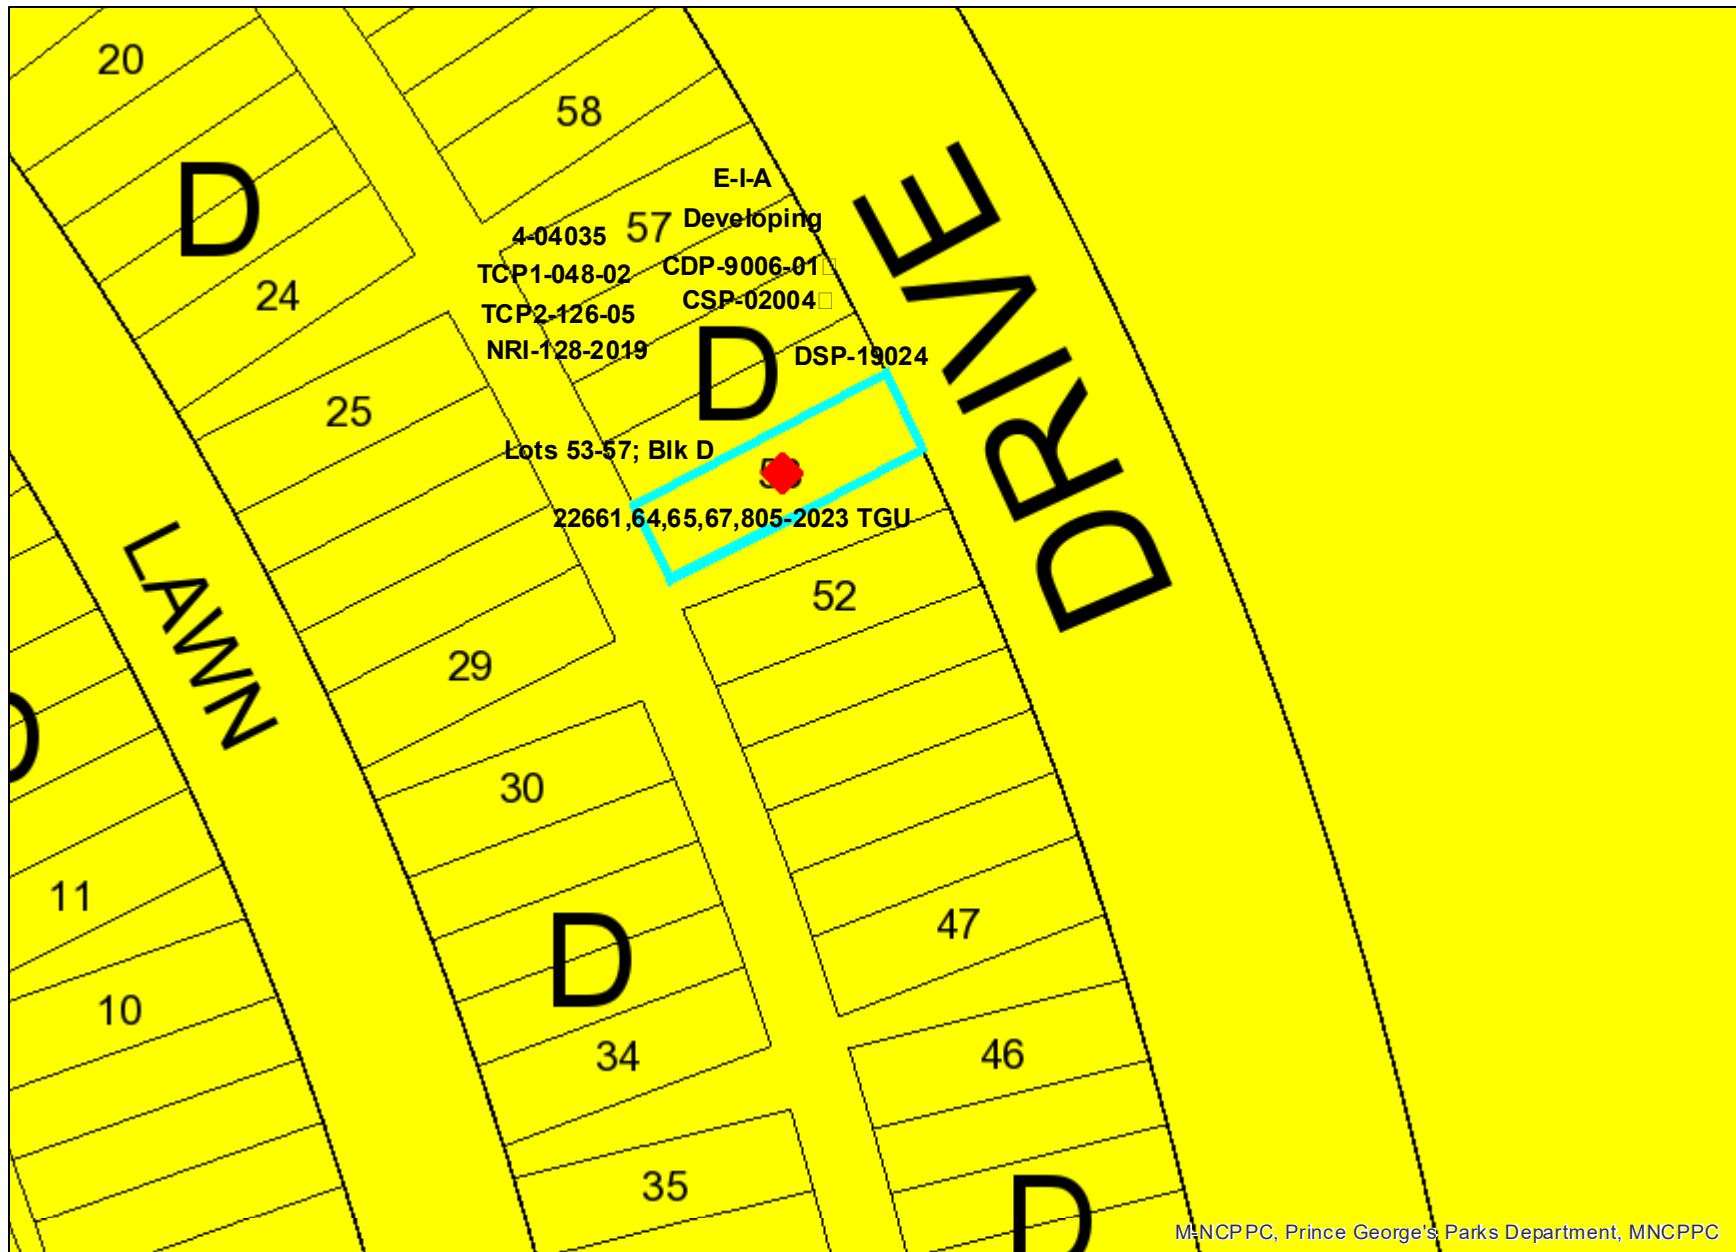 20
58
D
E-I-A
57
Developing
4-04035
TCP1-048-02
CDP-9006-01
24
CSP-02004
TCP2-126-05
NRI-128-2019
D
DSP-19024
DRIVE
25
Lots 53-57; Blk D
22661,64,65,67,805-2023 TGU
52
LAWN
29
D
30
11
47
D
10
34
46
35
D
M-NCPPC, Prince George's Parks Department, MNCPPC